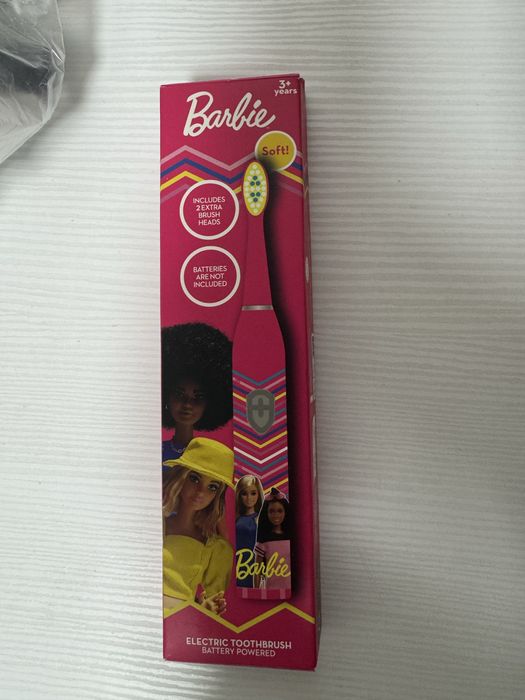 3+
years
Barbie
Soft!
INCLUDES
2 EXTRA
BRUSH
HEADS
BATTERIES
ARE NOT
INCLUDED
Barbie
ELECTRIC TOOTHBRUSH
BATTERY POWERED